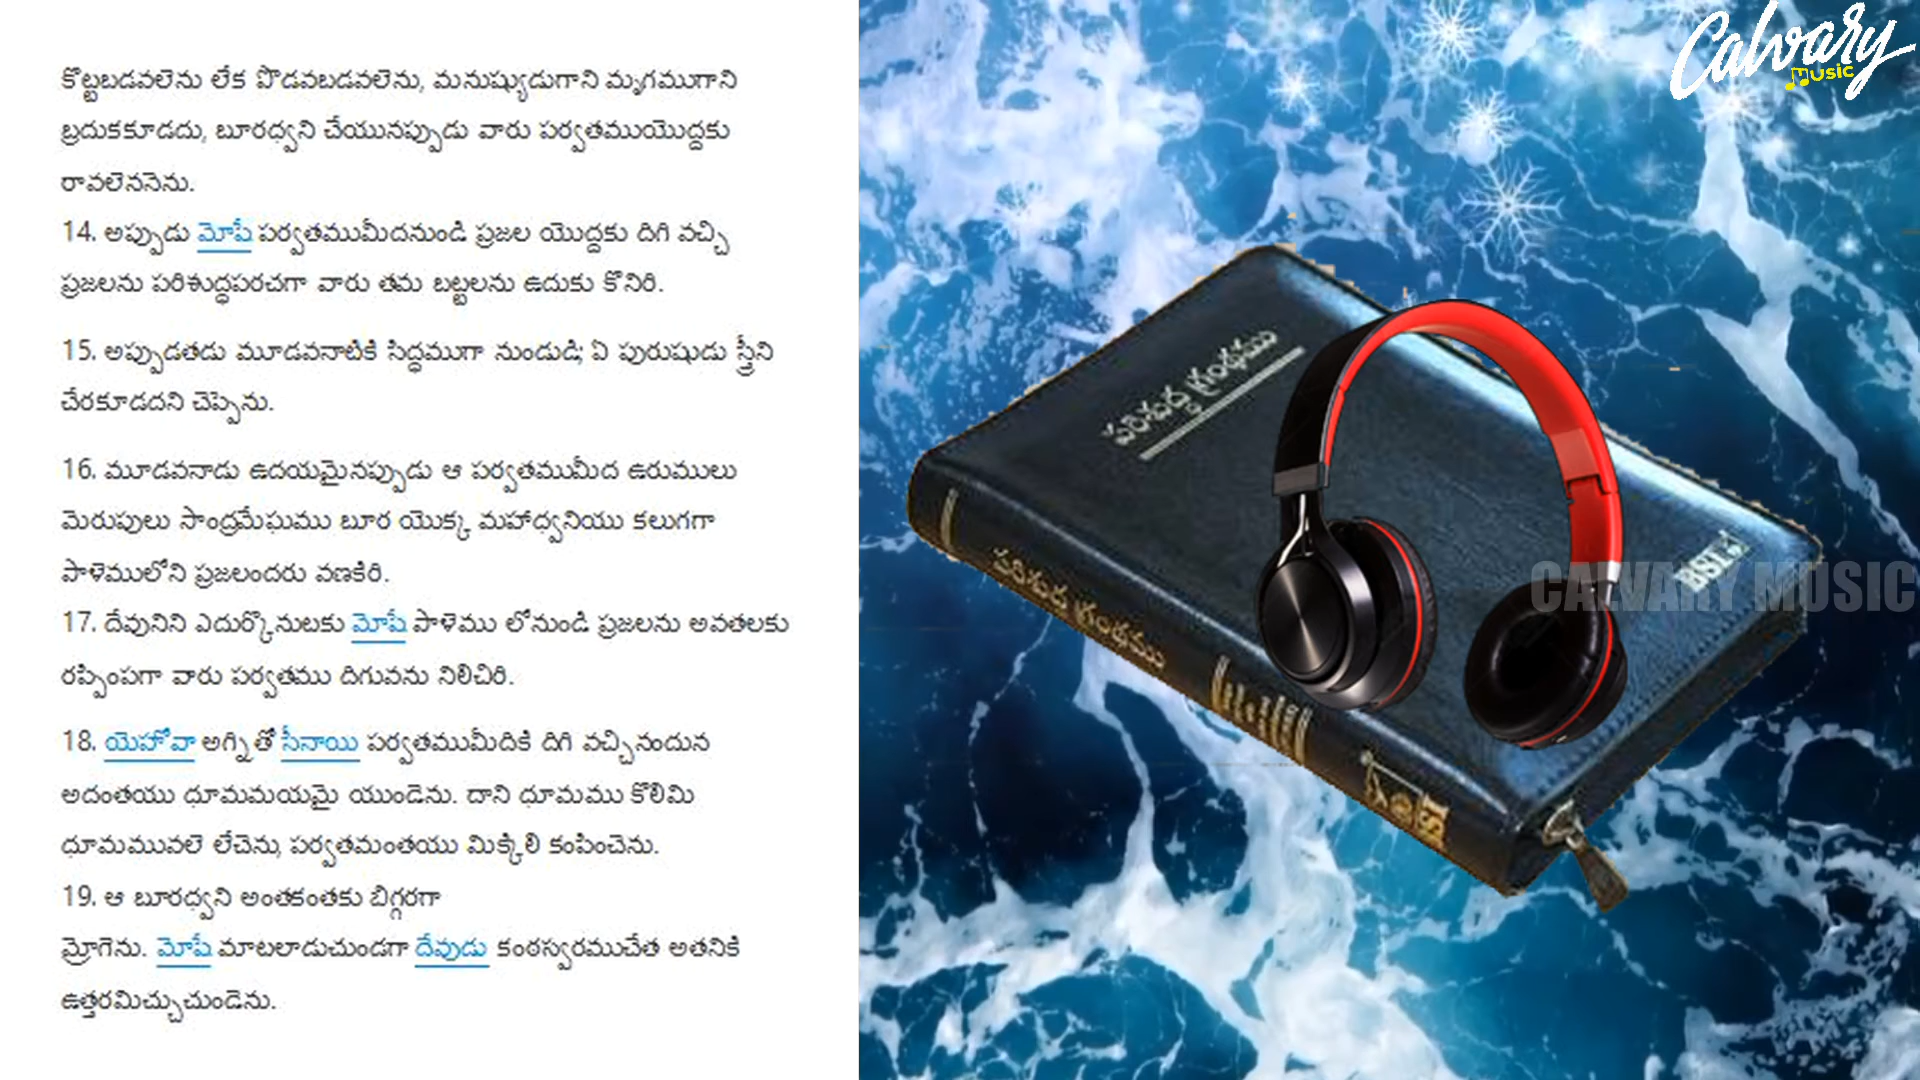 కొట్టబడవలెను లేక పొడవబడవలెను, మనుష్యుడుగాని మృగముగాని
బ్రదుకకూడదు, బూరధ్వని చేయునప్పుడు వారు పర్వతముయొద్దకు
రావలెననెను.
14. అప్పుడు మోషే పర్వతముమీదనుండి ప్రజల యొద్దకు దిగి వచ్చి
ప్రజలను పరిశుద్ధపరచగా వారు తమ బట్టలను ఉదుకు కొనిరి.
15. అప్పుడతడు మూడవనాటికి సిద్ధముగా నుండుడి; ఏ పురుషుడు స్త్రీని
చేరకూడదని చెప్పెను.
16. మూడవనాడు ఉదయమైనప్పుడు ఆ పర్వతముమీద ఉరుములు
మెరుపులు సాంద్రమేఘము బూర యొక్క మహాధ్వనియు కలుగగా
పాళెములోని ప్రజలందరు వణకిరి.
17. దేవునిని ఎదుర్కొనుటకు మోషే పాళెము లోనుండి ప్రజలను అవతలకు
రప్పింపగా వారు పర్వతము దిగువను నిలిచిరి.
18. యెహోవా అగ్నితో సీనాయి పర్వతముమీదికి దిగి వచ్చినందున
అదంతయు ధూమమయమై యుండెను. దాని ధూమము కొలిమి
ధూమమువలె లేచెను, పర్వతమంతయు మిక్కిలి కంపించెను.
19. ఆ బూరధ్వని అంతకంతకు బిగ్గరగా
మ్రోగెను. మోషే మాటలాడుచుండగా దేవుడు కంఠస్వరముచేత అతనికి
ఉత్తరమిచ్చుచుండెను.
Calvary
music
పరిశుద్ధ గ్రంథము
పరిశుద్ధ గ్రంథము
BSI
CALVARY MUSIC